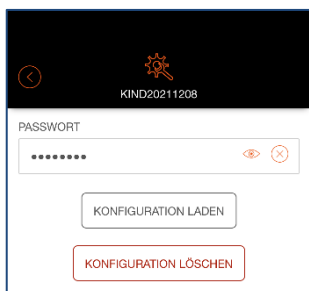 KIND20211208
PASSWORT
••••••••
KONFIGURATION LADEN
KONFIGURATION LÖSCHEN